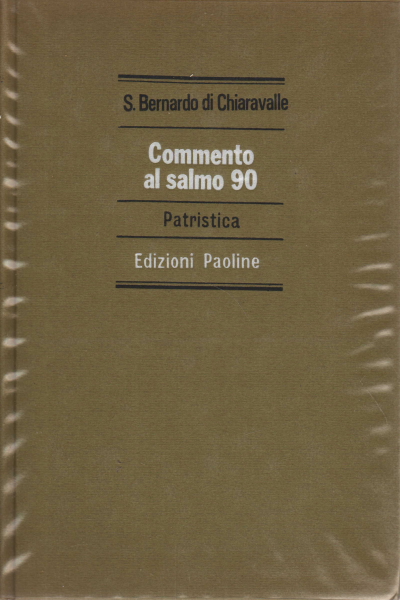 S. Bernardo di Chiaravalle
Commento
al salmo 90
Patristica
Edizioni Paoline